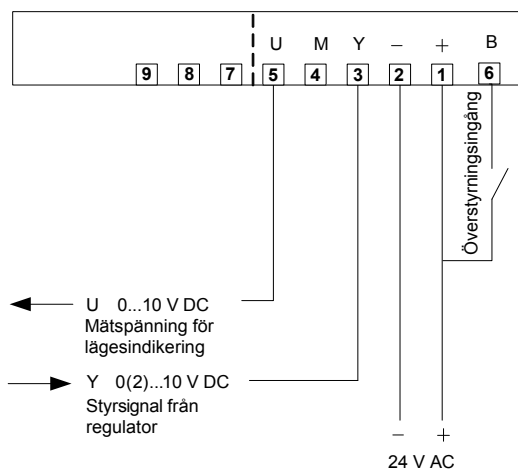 U M Y − + B
9 8 7 5 4 3 2 1 6
Överstyrningsingång
U 0...10 V DC
Mätspänning för
lägesindikering
Y 0(2)...10 V DC
Styrsignal från
regulator
− +
24 V AC